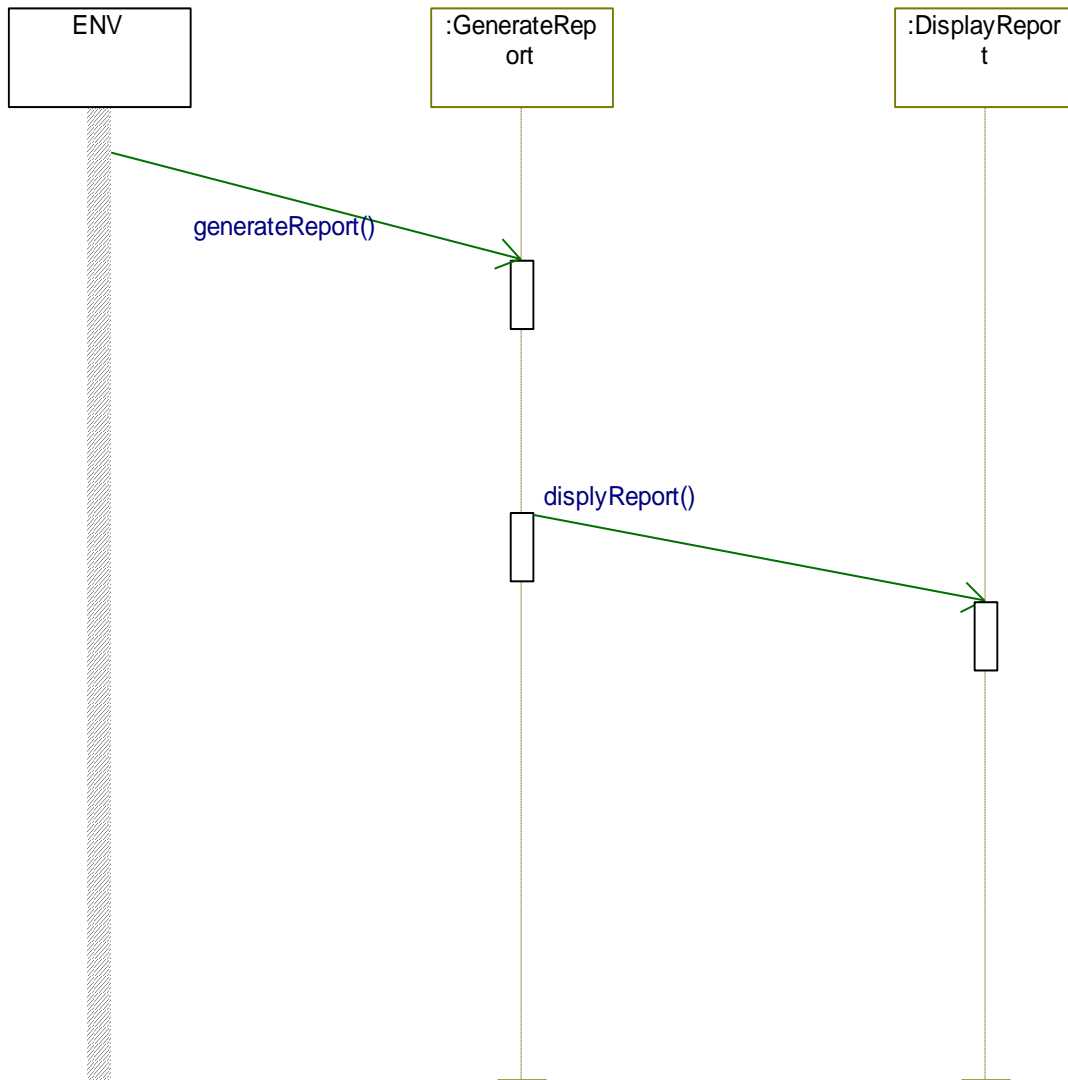 ENV
:GenerateRep
ort
:DisplayRepor
t
generateReport()
displyReport()